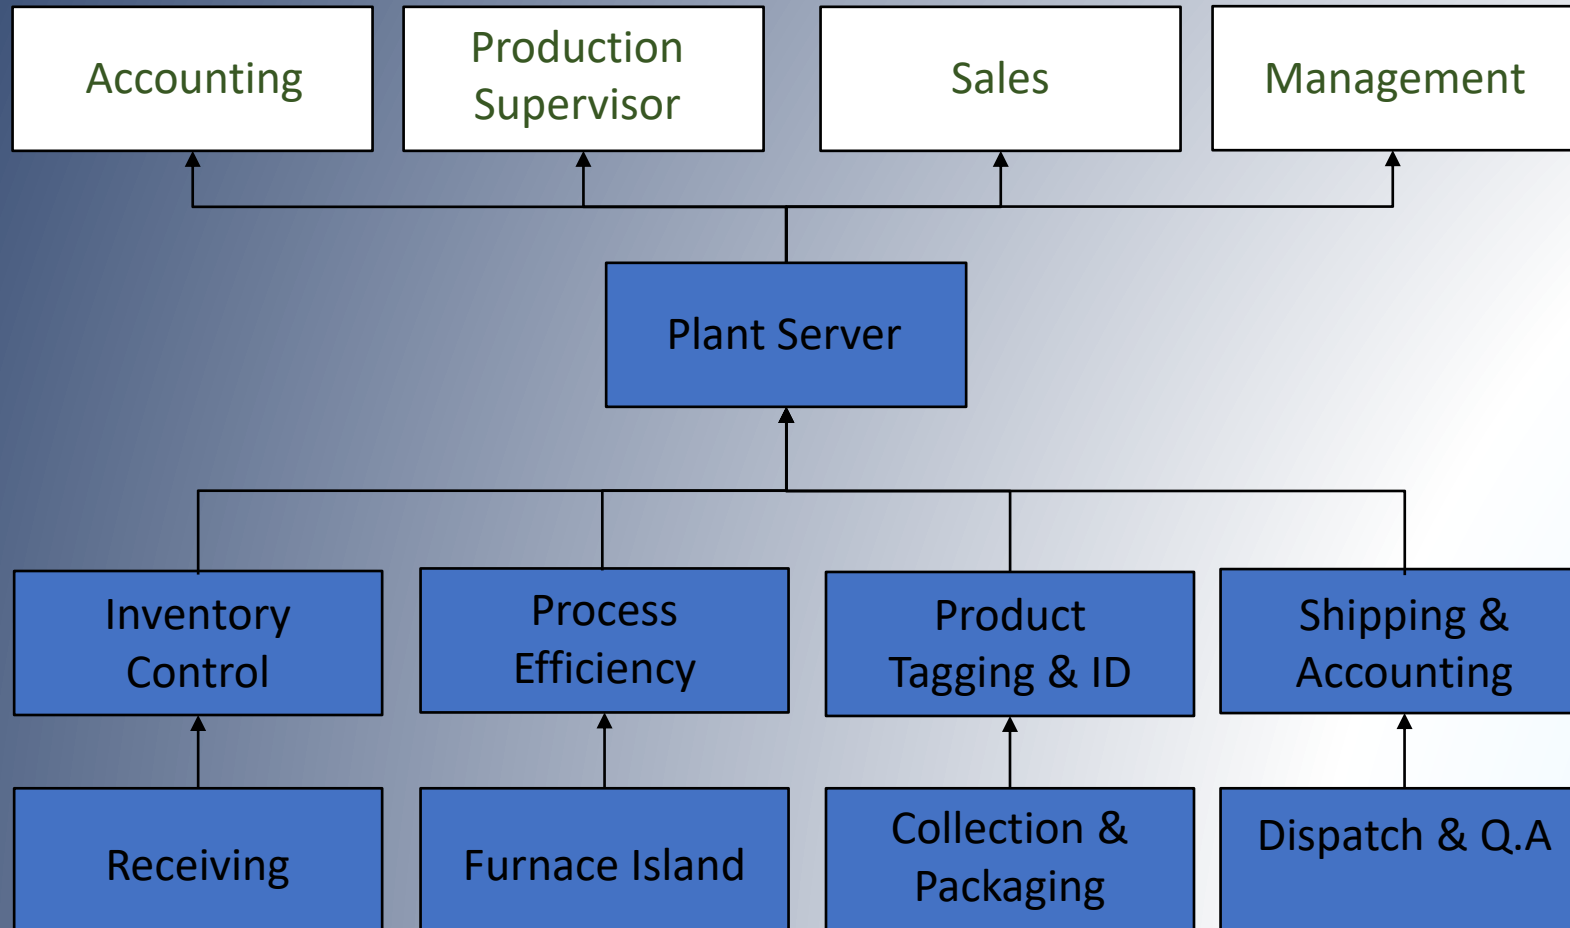 Accounting
Production
Supervisor
Sales
Management
Plant Server
Inventory
Control
Process
Efficiency
Product
Tagging & ID
Shipping &
Accounting
Receiving
Furnace Island
Collection &
Packaging
Dispatch & Q.A